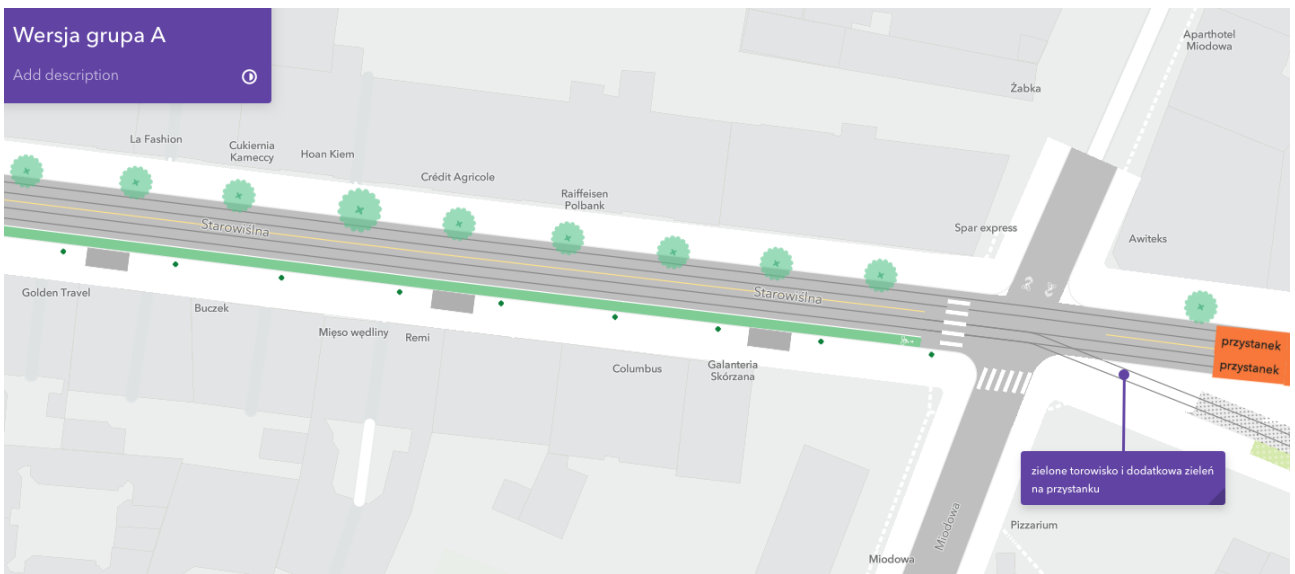 Wersja grupa A
Add description
Aparthotel
Miodowa
Żabka
La Fashion
Cukiernia
Kameccy
Hoan Kiem
Crédit Agricole
Raiffeisen
Polbank
Starowiślna
Spar express
Awiteks
Golden Travel
Buczek
Mięso wędliny
Remi
Starowiślna
Columbus
Galanteria
Skórzana
przystanek
przystanek
zielone torowisko i dodatkowa zieleń
na przystanku
Miodowa
Pizzarium
Miodowa